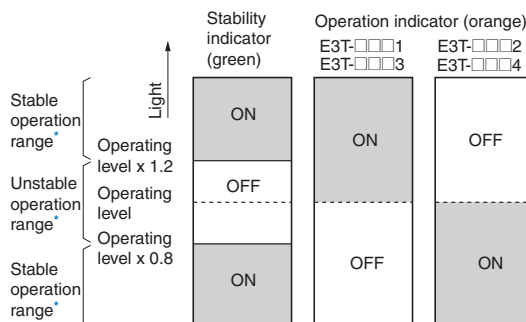 Stability
indicator
(green)
Operation indicator (orange)
E3T-□□□1
E3T-□□□3
E3T-□□□2
E3T-□□□4
Light
Stable
operation
range*
Operating
level x 1.2
Unstable
operation
range*
Operating
level
Operating
level x 0.8
Stable
operation
range*
ON
OFF
ON
ON
OFF
OFF
ON